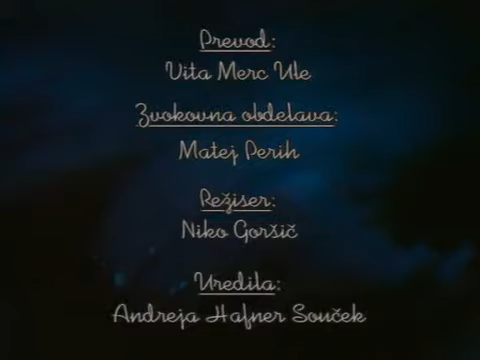 Prevod:
Vita Merc Ule
Zvokovna obdelava:
Matej Perih
Režiser:
Niko Goršič
Uredila:
Andreja Hafner Souček